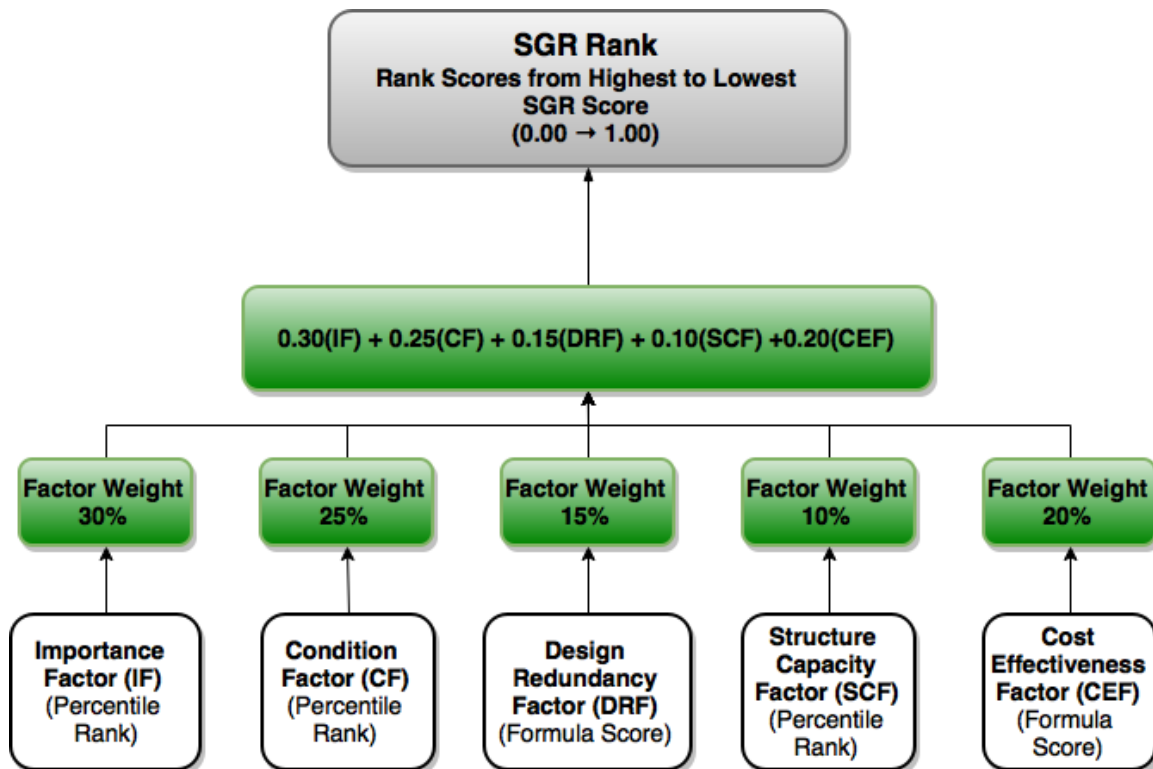 SGR Rank
Rank Scores from Highest to Lowest
SGR Score
(0.00 → 1.00)
0.30(IF) + 0.25(CF) + 0.15(DRF) + 0.10(SCF) +0.20(CEF)
Factor Weight
30%
Factor Weight
25%
Factor Weight
15%
Factor Weight
10%
Factor Weight
20%
Importance
Factor (IF)
(Percentile
Rank)
Condition
Factor (CF)
(Percentile
Rank)
Design
Redundancy
Factor (DRF)
(Formula Score)
Structure
Capacity
Factor (SCF)
(Percentile
Rank)
Cost
Effectiveness
Factor (CEF)
(Formula
Score)